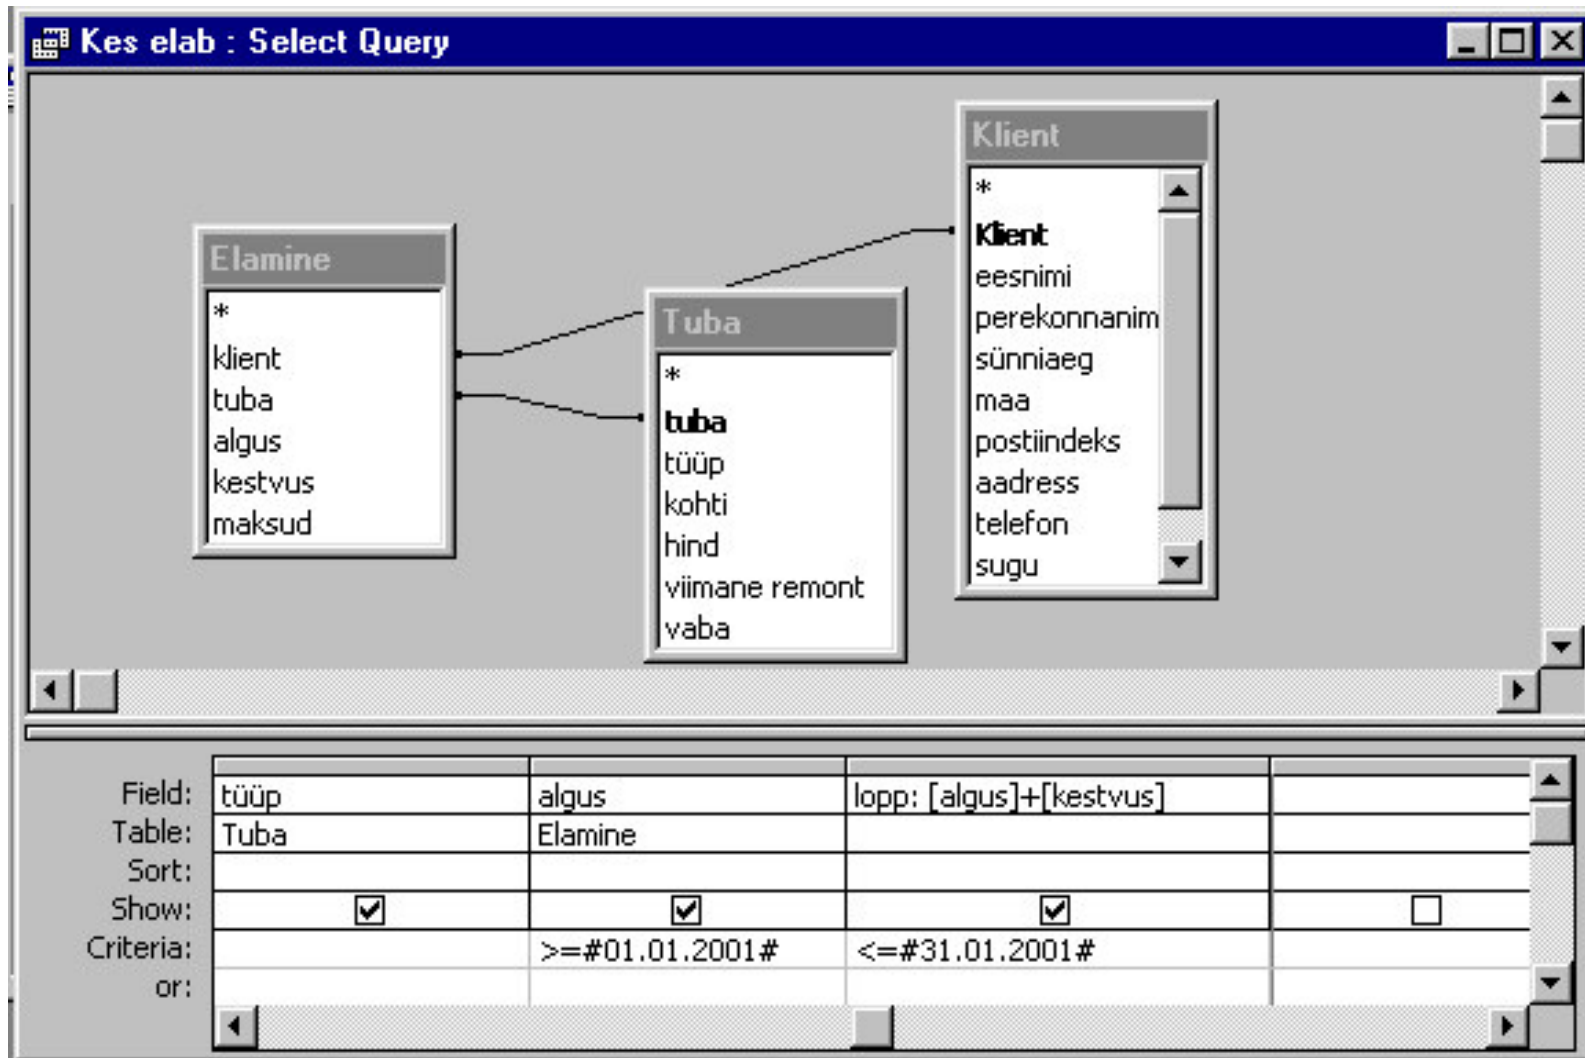 Kes elab : Select Query
Elamine
*
klient
tuba
algus
kestvus
maksud
Tuba
*
tuba
tüüp
kohti
hind
viimane remont
vaba
Klient
*
Klient
eesnimi
perekonnanim
sünniaeg
maa
postiindeks
aadress
telefon
sugu
Field: tüüp algus lopp: [algus]+[kestvus]
Table: Tuba Elamine
Sort:
Show:
Criteria: >=#01.01.2001# <=#31.01.2001#
or: